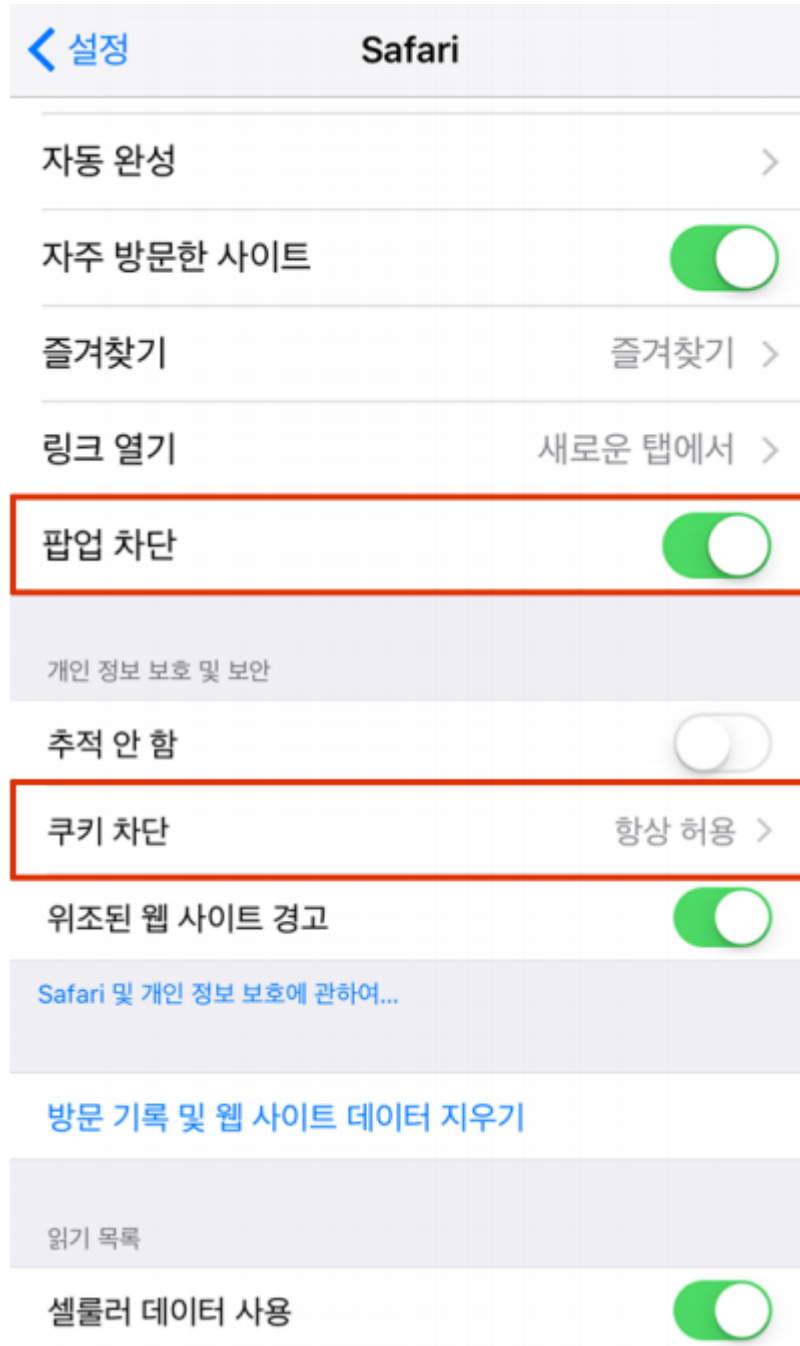 설정 Safari
자동 완성
자주 방문한 사이트
즐겨찾기 즐겨찾기
링크 열기 새로운 탭에서
팝업 차단
개인 정보 보호 및 보안
추적 안 함
쿠키 차단 항상 허용
위조된 웹 사이트 경고
Safari 및 개인 정보 보호에 관하여...
방문 기록 및 웹 사이트 데이터 지우기
읽기 목록
셀룰러 데이터 사용